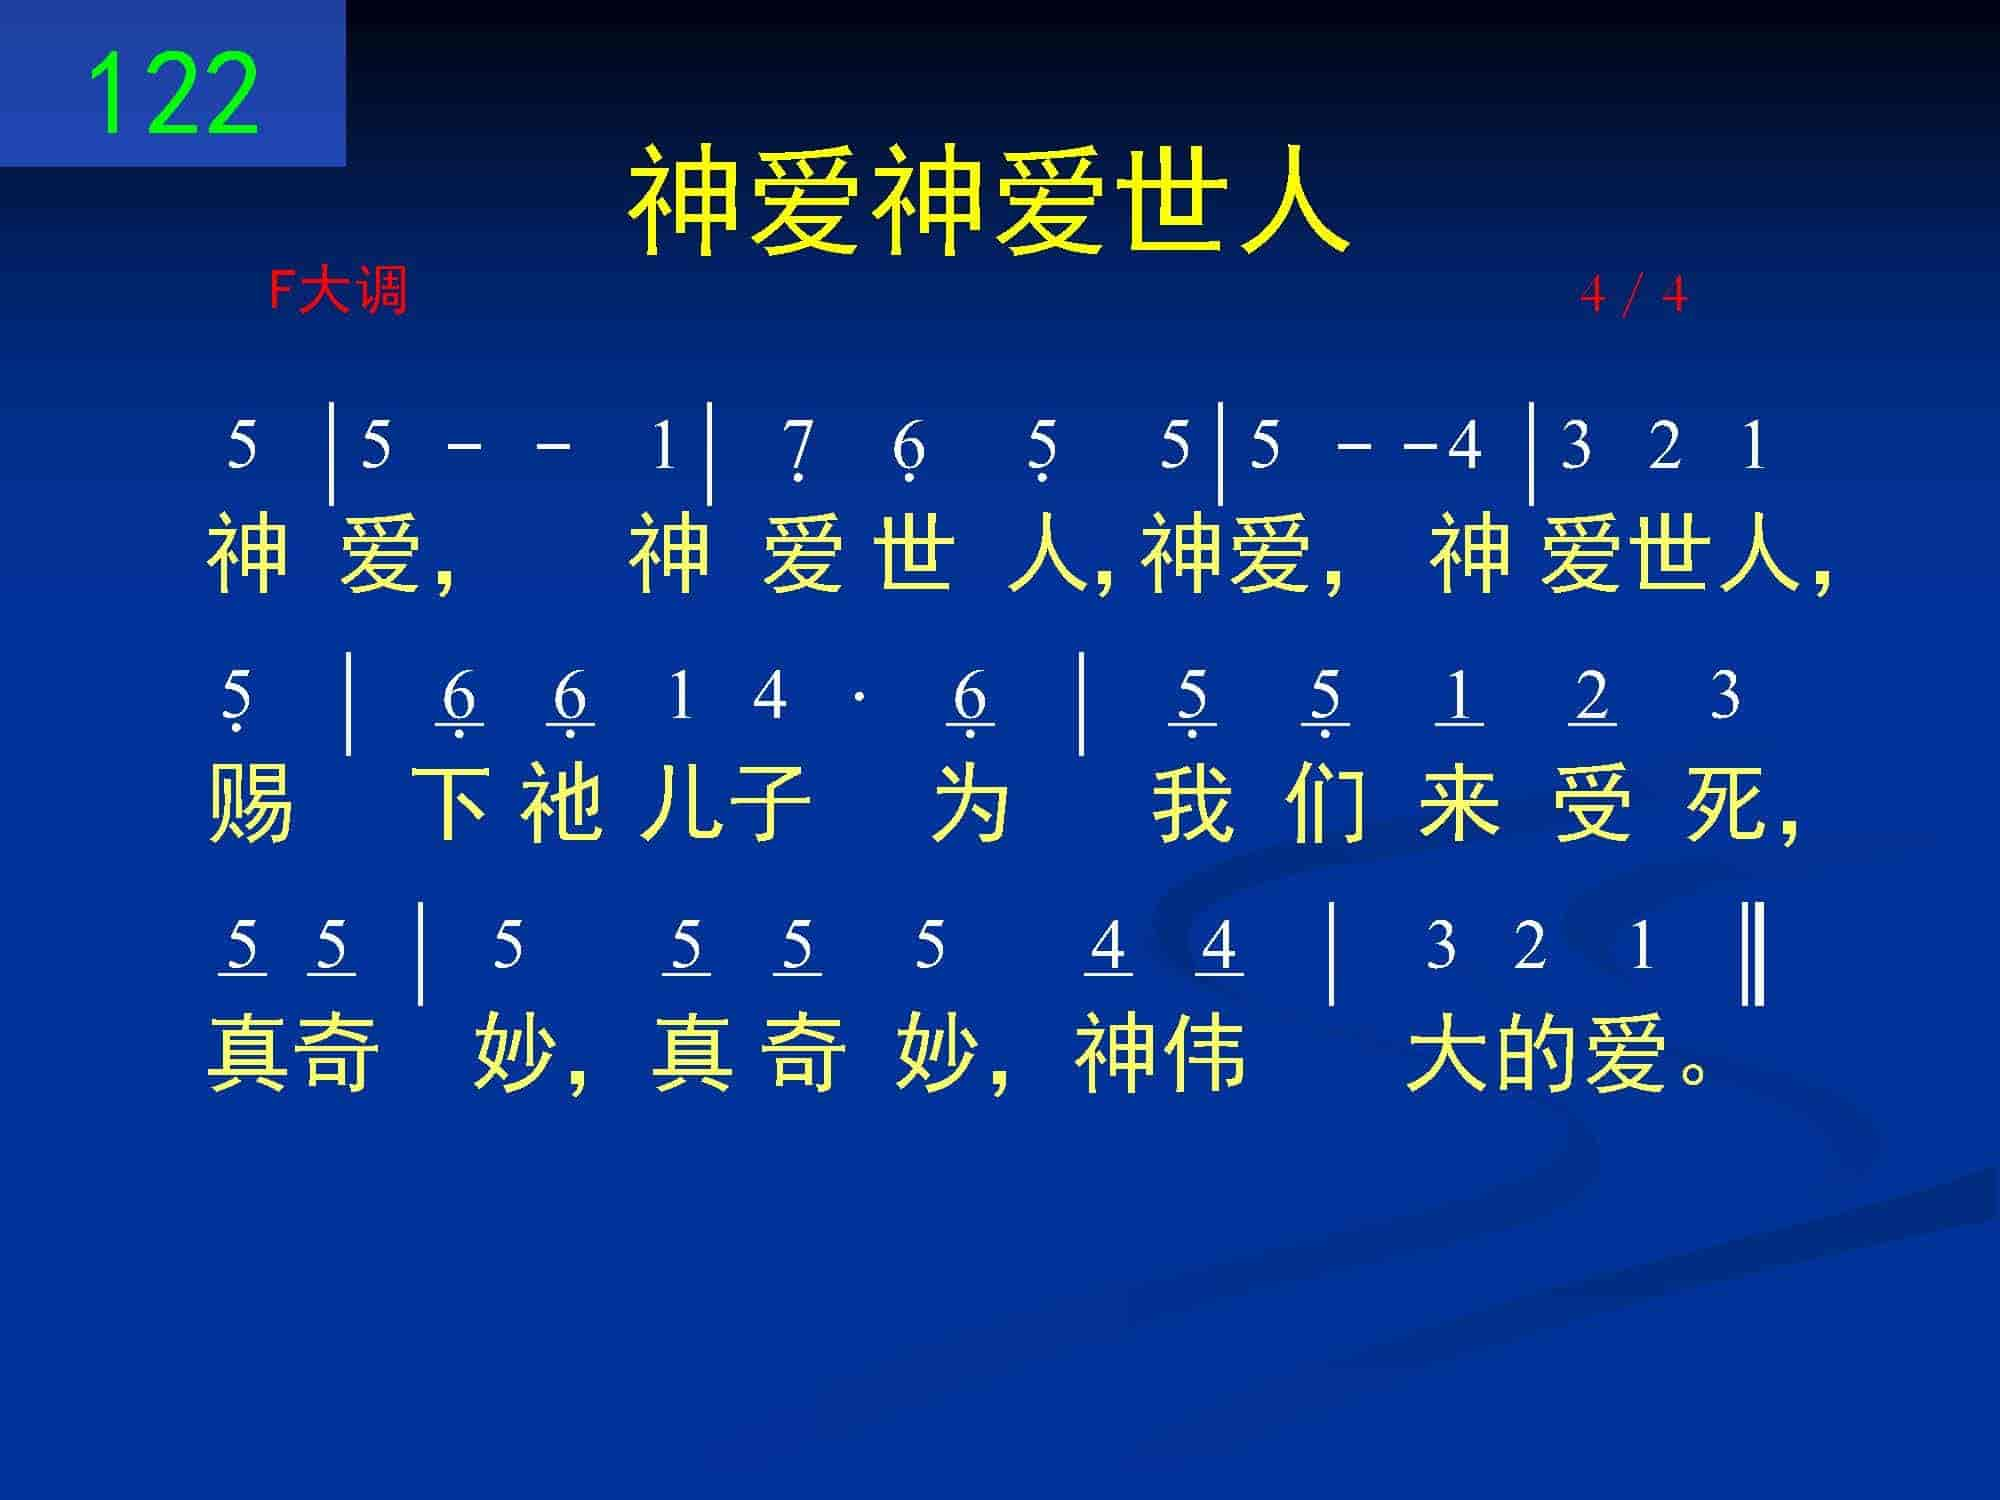 122
神爱神爱世人
F大调 4 / 4
5 | 5 - - 1 | 7̣ 6̣ 5̣ 5 | 5 - - 4 | 3 2 1
神 爱， 神 爱 世 人，神爱， 神 爱世人，
5̣ | 6̣̲ 6̣̲ 1 4 · 6̣̲ | 5̣̲ 5̣̲ 1̲ 2̲ 3
赐 下 祂 儿子 为 我 们 来 受 死，
5̲ 5̲ | 5 5̲ 5̲ 5 4̲ 4̲ | 3 2 1 ‖
真奇 妙，真 奇 妙，神伟 大的爱。